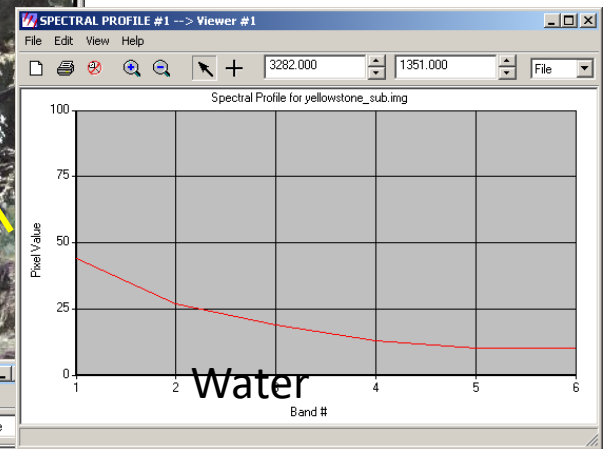 SPECTRAL PROFILE #1 --> Viewer #1
File Edit View Help
3282.000 1351.000 File
Spectral Profile for yellowstone_sub.img
100
75
50
25
0
Pixel Value
1 2 4 5 6
Water
Band #